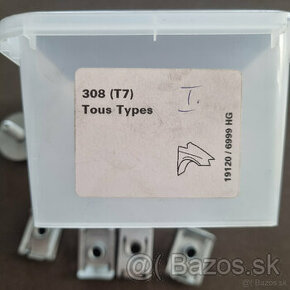 308 (T7)
Tous Types
I.
19120 / 6999 HG
Bazos.sk